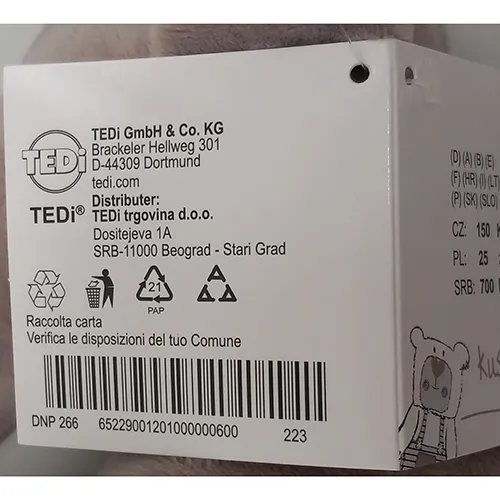 TEDi
TEDi®
TEDi GmbH & Co. KG
Brackeler Hellweg 301
D-44309 Dortmund
tedi.com
Distributer:
TEDi trgovina d.o.o.
Dositejeva 1A
SRB-11000 Beograd - Stari Grad
21
PAP
Raccolta carta
Verifica le disposizioni del tuo Comune
DNP 266 65229001201000000600 223
(D) (A) (B) (E)
(F) (HR) (I) (LT)
(P) (SK) (SLO)
CZ: 150
PL: 25
SRB: 700